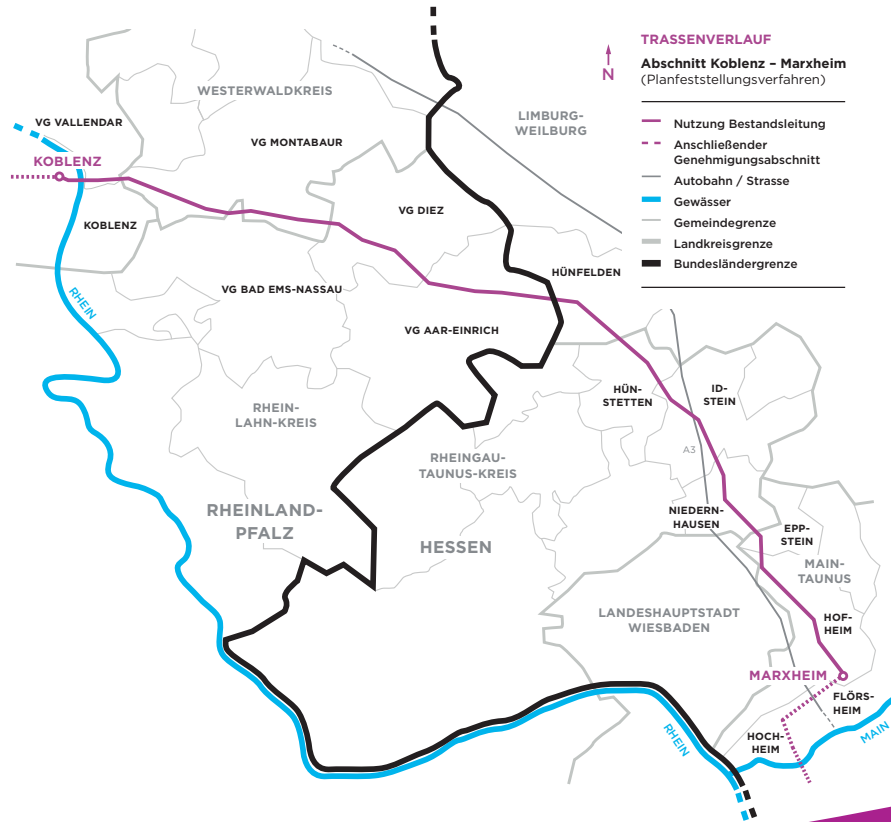 TRASSENVERLAUF
Abschnitt Koblenz – Marxheim
(Planfeststellungsverfahren)
N
Nutzung Bestandsleitung
Anschließender
Genehmigungsabschnitt
Autobahn / Strasse
Gewässer
Gemeindegrenze
Landkreisgrenze
Bundesländergrenze
WESTERWALDKREIS
LIMBURG-
WEILBURG
VG VALLENDAR
VG MONTABAUR
KOBLENZ
VG DIEZ
KOBLENZ
HÜNFELDEN
VG BAD EMS-NASSAU
RHEIN
VG AAR-EINRICH
HÜN-
STETTEN
ID-
STEIN
RHEIN-
LAHN-KREIS
A3
RHEINGAU-
TAUNUS-KREIS
RHEINLAND-
PFALZ
NIEDERN-
HAUSEN
EPP-
STEIN
HESSEN
MAIN-
TAUNUS
LANDESHAUPTSTADT
WIESBADEN
HOF-
HEIM
MARXHEIM
FLÖRS-
HEIM
RHEIN
HOCH-
HEIM
MAIN